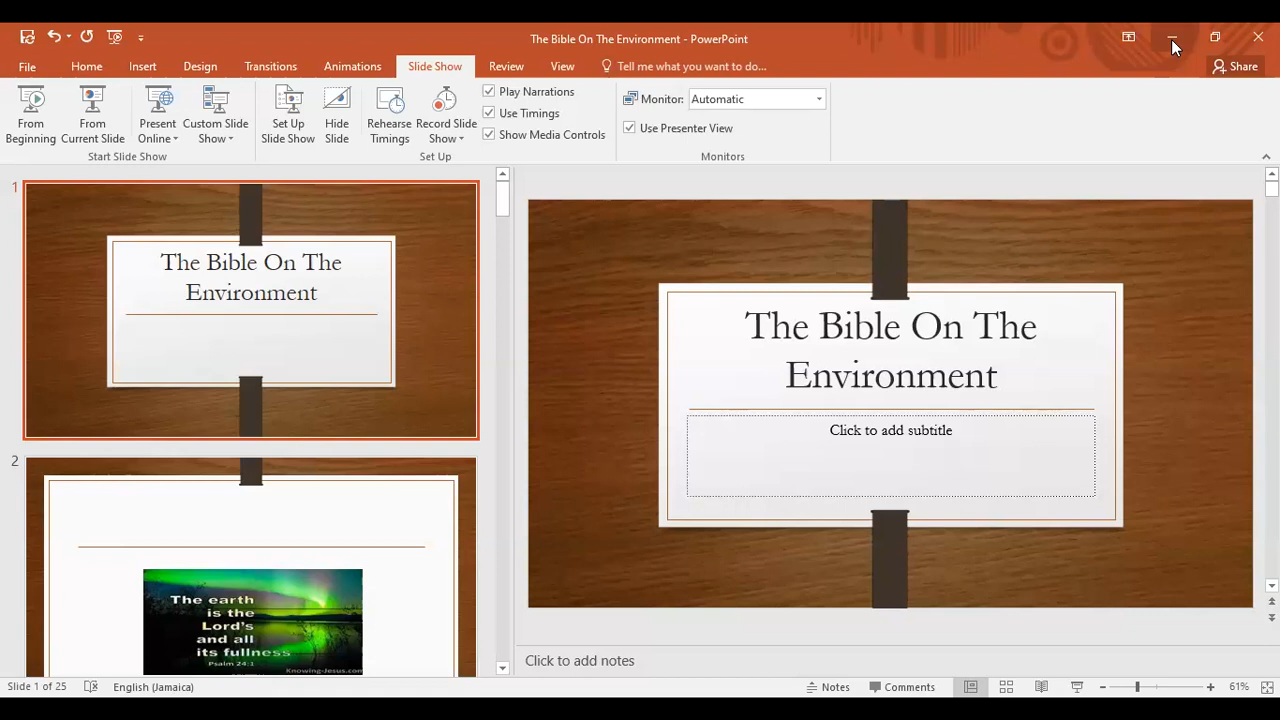 The Bible On The Environment - PowerPoint
File Home Insert Design Transitions Animations Slide Show Review View Tell me what you want to do... Share
From Beginning
From Current Slide
Present Online
Custom Slide Show
Set Up Slide Show
Hide Slide
Rehearse Timings
Record Slide Show
Play Narrations
Use Timings
Show Media Controls
Monitor: Automatic
Use Presenter View
Start Slide Show Set Up Monitors
1
The Bible On The
Environment
2
The earth
is the
Lord's
and all
its fullness
Psalm 24:1
Knowing-Jesus.com
The Bible On The
Environment
Click to add subtitle
Click to add notes
Slide 1 of 25 English (Jamaica) Notes Comments 61%